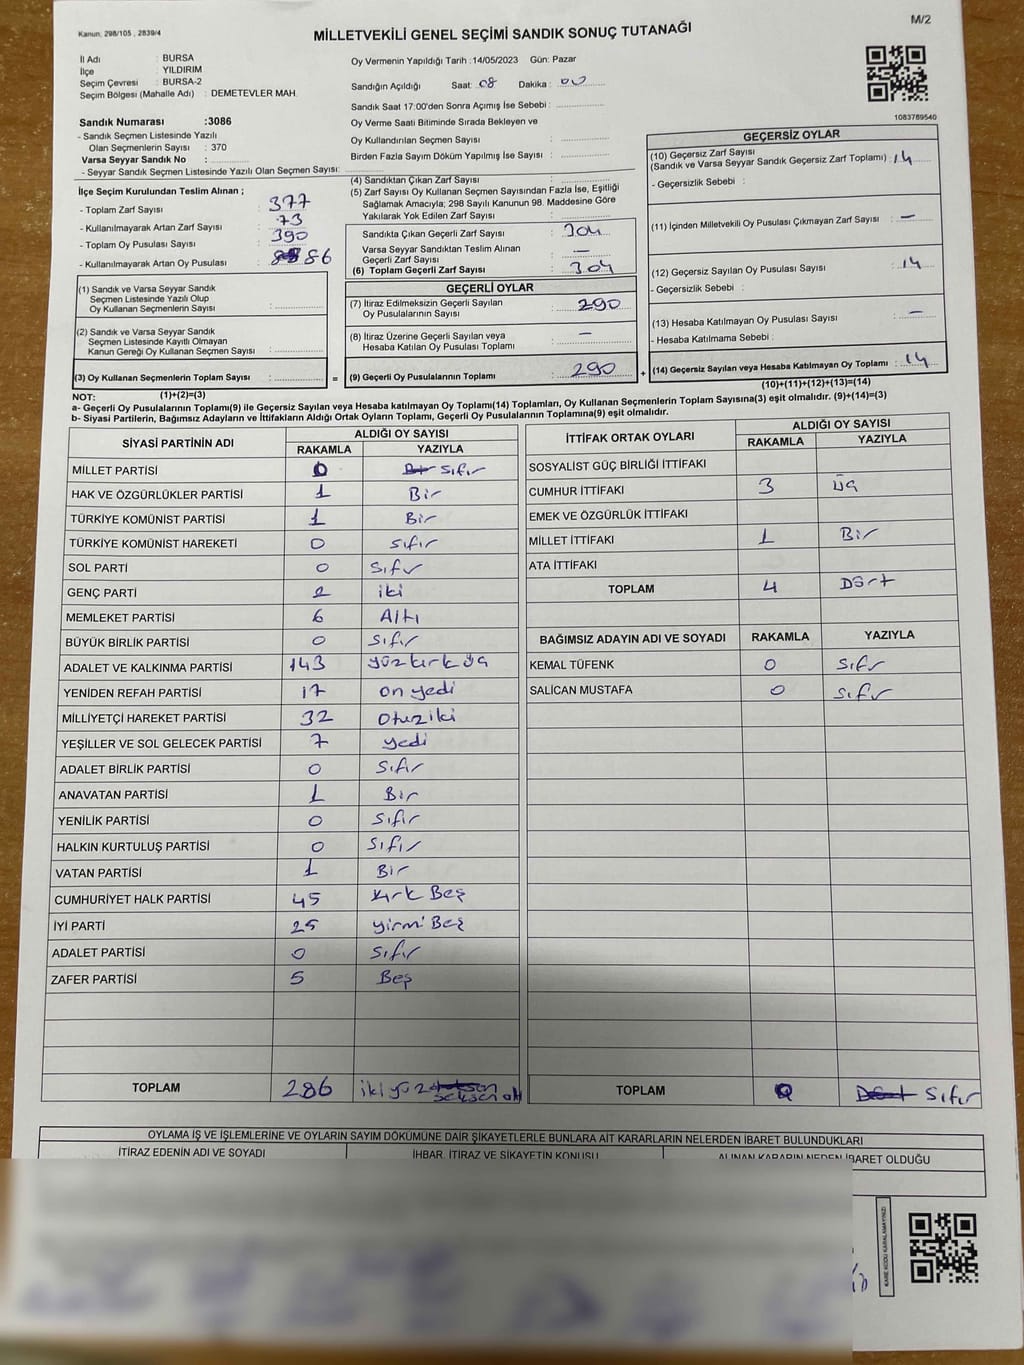 Kanun, 298/105 , 2839/4
MİLLETVEKİLİ GENEL SEÇİMİ SANDIK SONUÇ TUTANAĞI
M/2
İl Adı : BURSA
İlçe : YILDIRIM
Seçim Çevresi : BURSA-2
Seçim Bölgesi (Mahalle Adı) : DEMETEVLER MAH.
Oy Vermenin Yapıldığı Tarih : 14/05/2023 Gün: Pazar
Sandığın Açıldığı Saat: 08 Dakika : 00
Sandık Saat 17:00'den Sonra Açımış İse Sebebi :
Oy Verme Saati Bitiminde Sırada Bekleyen ve
Oy Kullandırılan Seçmen Sayısı :
Birden Fazla Sayım Döküm Yapılmış İse Sayısı :
1083789540
Sandık Numarası :3086
- Sandık Seçmen Listesinde Yazılı
Olan Seçmenlerin Sayısı : 370
Varsa Seyyar Sandık No :
- Seyyar Sandık Seçmen Listesinde Yazılı Olan Seçmen Sayısı:
İlçe Seçim Kurulundan Teslim Alınan ;
- Toplam Zarf Sayısı : 377
- Kullanılmayarak Artan Zarf Sayısı : 73
- Toplam Oy Pusulası Sayısı : 390
- Kullanılmayarak Artan Oy Pusulası : 86
(1) Sandık ve Varsa Seyyar Sandık
Seçmen Listesinde Yazılı Olup
Oy Kullanan Seçmenlerin Sayısı :
(2) Sandık ve Varsa Seyyar Sandık
Seçmen Listesinde Kayıtlı Olmayan
Kanun Gereği Oy Kullanan Seçmen Sayısı :
(3) Oy Kullanan Seçmenlerin Toplam Sayısı :
(4) Sandıktan Çıkan Zarf Sayısı :
(5) Zarf Sayısı Oy Kullanan Seçmen Sayısından Fazla İse, Eşitliği
Sağlamak Amacıyla; 298 Sayılı Kanunun 98. Maddesine Göre
Yakılarak Yok Edilen Zarf Sayısı :
Sandıkta Çıkan Geçerli Zarf Sayısı : 304
Varsa Seyyar Sandıktan Teslim Alınan
Geçerli Zarf Sayısı : —
(6) Toplam Geçerli Zarf Sayısı : 304
GEÇERLİ OYLAR
(7) İtiraz Edilmeksizin Geçerli Sayılan
Oy Pusulalarının Sayısı : 290
(8) İtiraz Üzerine Geçerli Sayılan veya
Hesaba Katılan Oy Pusulası Toplamı : —
= (9) Geçerli Oy Pusulalarının Toplamı : 290
GEÇERSİZ OYLAR
(10) Geçersiz Zarf Sayısı
(Sandık ve Varsa Seyyar Sandık Geçersiz Zarf Toplamı) : 14
- Geçersizlik Sebebi :
(11) İçinden Milletvekili Oy Pusulası Çıkmayan Zarf Sayısı : —
(12) Geçersiz Sayılan Oy Pusulası Sayısı : 14
- Geçersizlik Sebebi :
(13) Hesaba Katılmayan Oy Pusulası Sayısı : —
- Hesaba Katılmama Sebebi :
+ (14) Geçersiz Sayılan veya Hesaba Katılmayan Oy Toplamı : 14
NOT: (1)+(2)=(3)
(10)+(11)+(12)+(13)=(14)
a- Geçerli Oy Pusulalarının Toplamı(9) ile Geçersiz Sayılan veya Hesaba katılmayan Oy Toplamı(14) Toplamları, Oy Kullanan Seçmenlerin Toplam Sayısına(3) eşit olmalıdır. (9)+(14)=(3)
b- Siyasi Partilerin, Bağımsız Adayların ve İttifakların Aldığı Ortak Oyların Toplamı, Geçerli Oy Pusulalarının Toplamına(9) eşit olmalıdır.
SİYASİ PARTİNİN ADI
ALDIĞI OY SAYISI
RAKAMLA YAZIYLA
MİLLET PARTİSİ 0 Sıfır
HAK VE ÖZGÜRLÜKLER PARTİSİ 1 Bir
TÜRKİYE KOMÜNİST PARTİSİ 1 Bir
TÜRKİYE KOMÜNİST HAREKETİ 0 sıfır
SOL PARTİ 0 Sıfır
GENÇ PARTİ 2 iki
MEMLEKET PARTİSİ 6 Altı
BÜYÜK BİRLİK PARTİSİ 0 Sıfır
ADALET VE KALKINMA PARTİSİ 143 yüzkırk üç
YENİDEN REFAH PARTİSİ 17 on yedi
MİLLİYETÇİ HAREKET PARTİSİ 32 Otuziki
YEŞİLLER VE SOL GELECEK PARTİSİ 7 yedi
ADALET BİRLİK PARTİSİ 0 Sıfır
ANAVATAN PARTİSİ 1 Bir
YENİLİK PARTİSİ 0 Sıfır
HALKIN KURTULUŞ PARTİSİ 0 Sıfır
VATAN PARTİSİ 1 Bir
CUMHURİYET HALK PARTİSİ 45 Kırk Beş
İYİ PARTİ 25 yirmi Beş
ADALET PARTİSİ 0 Sıfır
ZAFER PARTİSİ 5 Beş
TOPLAM 286 iki yüz seksen altı
İTTİFAK ORTAK OYLARI
ALDIĞI OY SAYISI
RAKAMLA YAZIYLA
SOSYALİST GÜÇ BİRLİĞİ İTTİFAKI
CUMHUR İTTİFAKI 3 üç
EMEK VE ÖZGÜRLÜK İTTİFAKI
MİLLET İTTİFAKI 1 Bir
ATA İTTİFAKI
TOPLAM 4 Dört
BAĞIMSIZ ADAYIN ADI VE SOYADI RAKAMLA YAZIYLA
KEMAL TÜFENK 0 Sıfır
SALİCAN MUSTAFA 0 Sıfır
TOPLAM 0 Sıfır
OYLAMA İŞ VE İŞLEMLERİNE VE OYLARIN SAYIM DÖKÜMÜNE DAİR ŞİKAYETLERLE BUNLARA AİT KARARLARIN NELERDEN İBARET BULUNDUKLARI
İTİRAZ EDENİN ADI VE SOYADI
İHBAR, İTİRAZ VE ŞİKAYETİN KONUSU
ALINAN KARARIN NEDEN İBARET OLDUĞU
KARE KODU KARALAMAYINIZ!